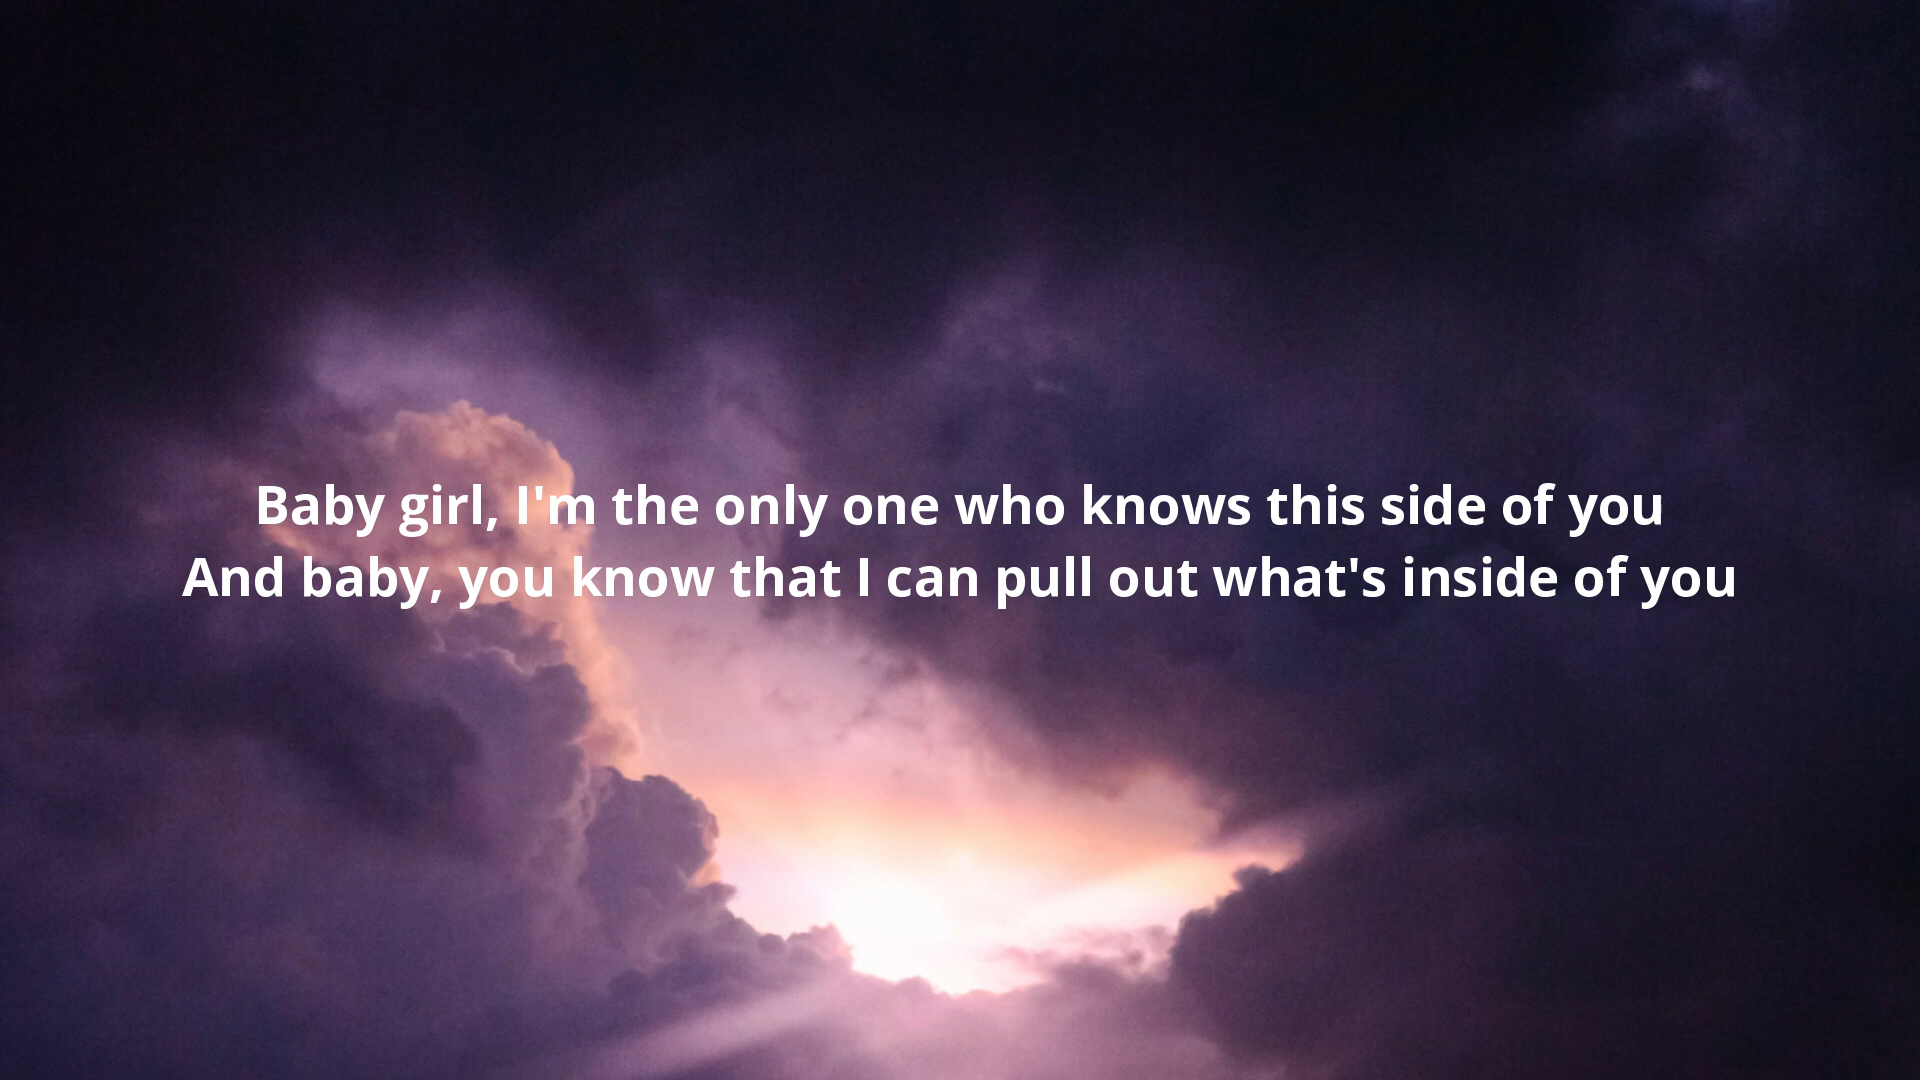 Baby girl, I'm the only one who knows this side of you
And baby, you know that I can pull out what's inside of you